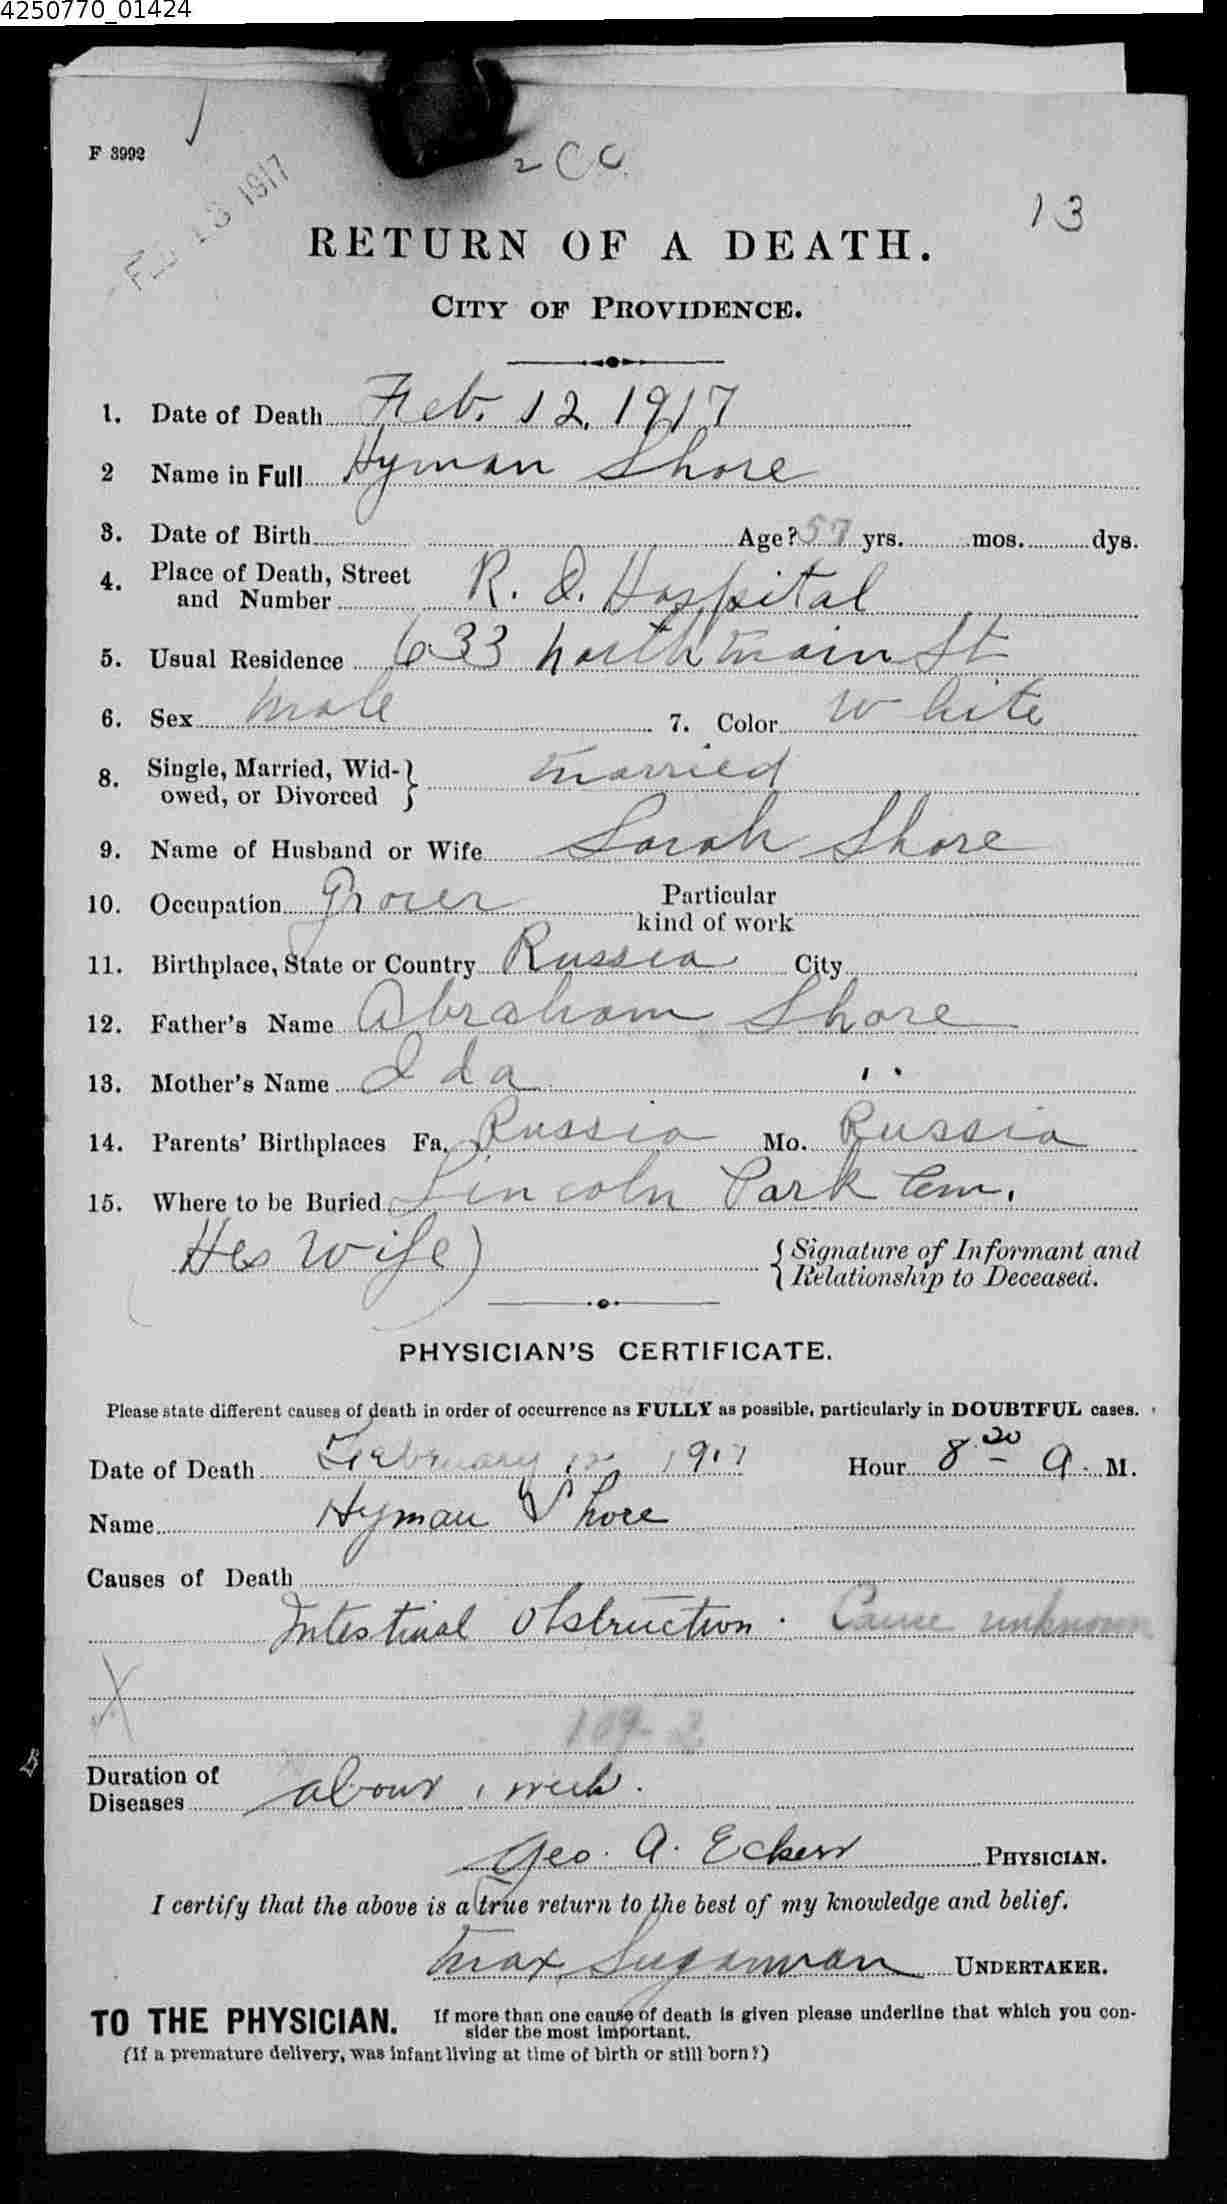 4250770_01424
F 3992
2 CC.
FEB 13 1917
13
RETURN OF A DEATH.
CITY OF PROVIDENCE.
1. Date of Death Feb. 12, 1917
2 Name in Full Hyman Shore
3. Date of Birth Age? 57 yrs. mos. dys.
4. Place of Death, Street and Number R. I. Hospital
5. Usual Residence 633 North Main St
6. Sex Male 7. Color White
8. Single, Married, Wid-
owed, or Divorced Married
9. Name of Husband or Wife Sarah Shore
10. Occupation Grocer Particular
kind of work
11. Birthplace, State or Country Russia City
12. Father's Name Abraham Shore
13. Mother's Name Ida "
14. Parents' Birthplaces Fa. Russia Mo. Russia
15. Where to be Buried Lincoln Park Cem.
His Wife) Signature of Informant and
Relationship to Deceased.
PHYSICIAN'S CERTIFICATE.
Please state different causes of death in order of occurrence as FULLY as possible, particularly in DOUBTFUL cases.
Date of Death February 12 1917 Hour 8 20 A. M.
Name Hyman Shore
Causes of Death
Intestinal Obstruction. Cause unknown
X
109-2
Duration of
Diseases about 1 week.
Geo. A. PHYSICIAN.
I certify that the above is a true return to the best of my knowledge and belief.
Max Sugarman UNDERTAKER.
TO THE PHYSICIAN. If more than one cause of death is given please underline that which you con-
sider the most important.
(If a premature delivery, was infant living at time of birth or still born?)